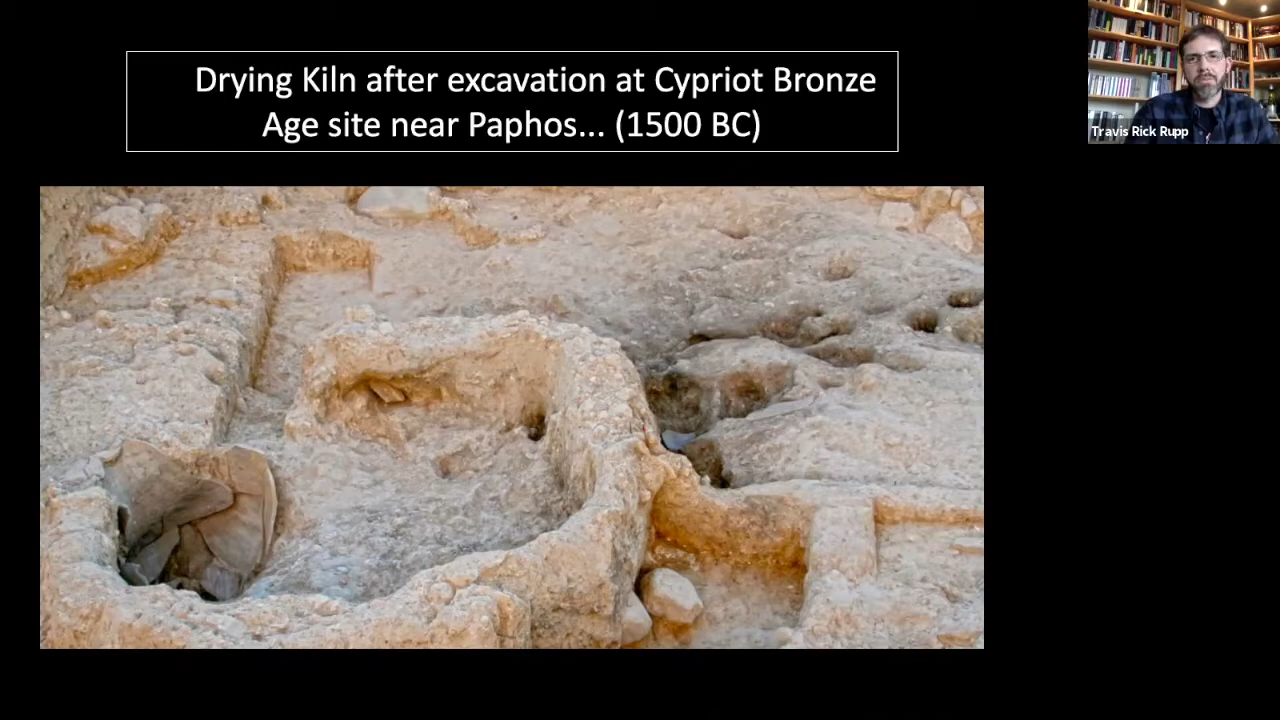 Drying Kiln after excavation at Cypriot Bronze
Age site near Paphos... (1500 BC)
Travis Rick Rupp